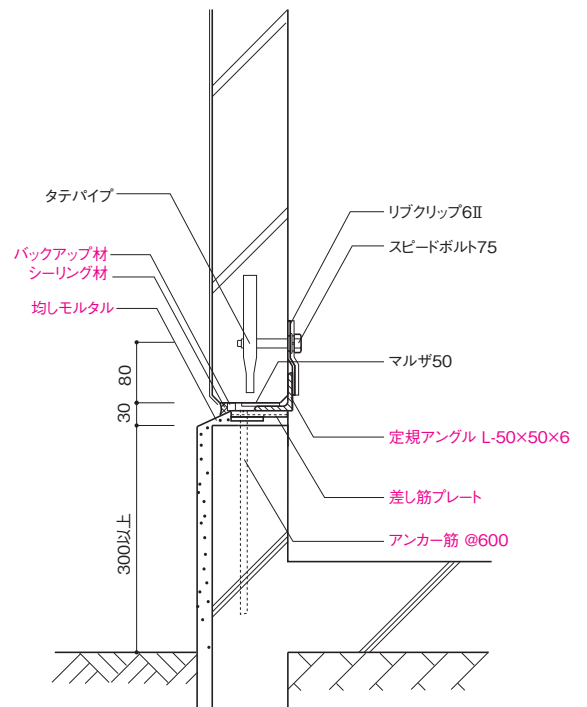 タテパイプ
バックアップ材
シーリング材
均しモルタル
80
30
300以上
リブクリップ6Ⅱ
スピードボルト75
マルザ50
定規アングル L-50×50×6
差し筋プレート
アンカー筋 @600